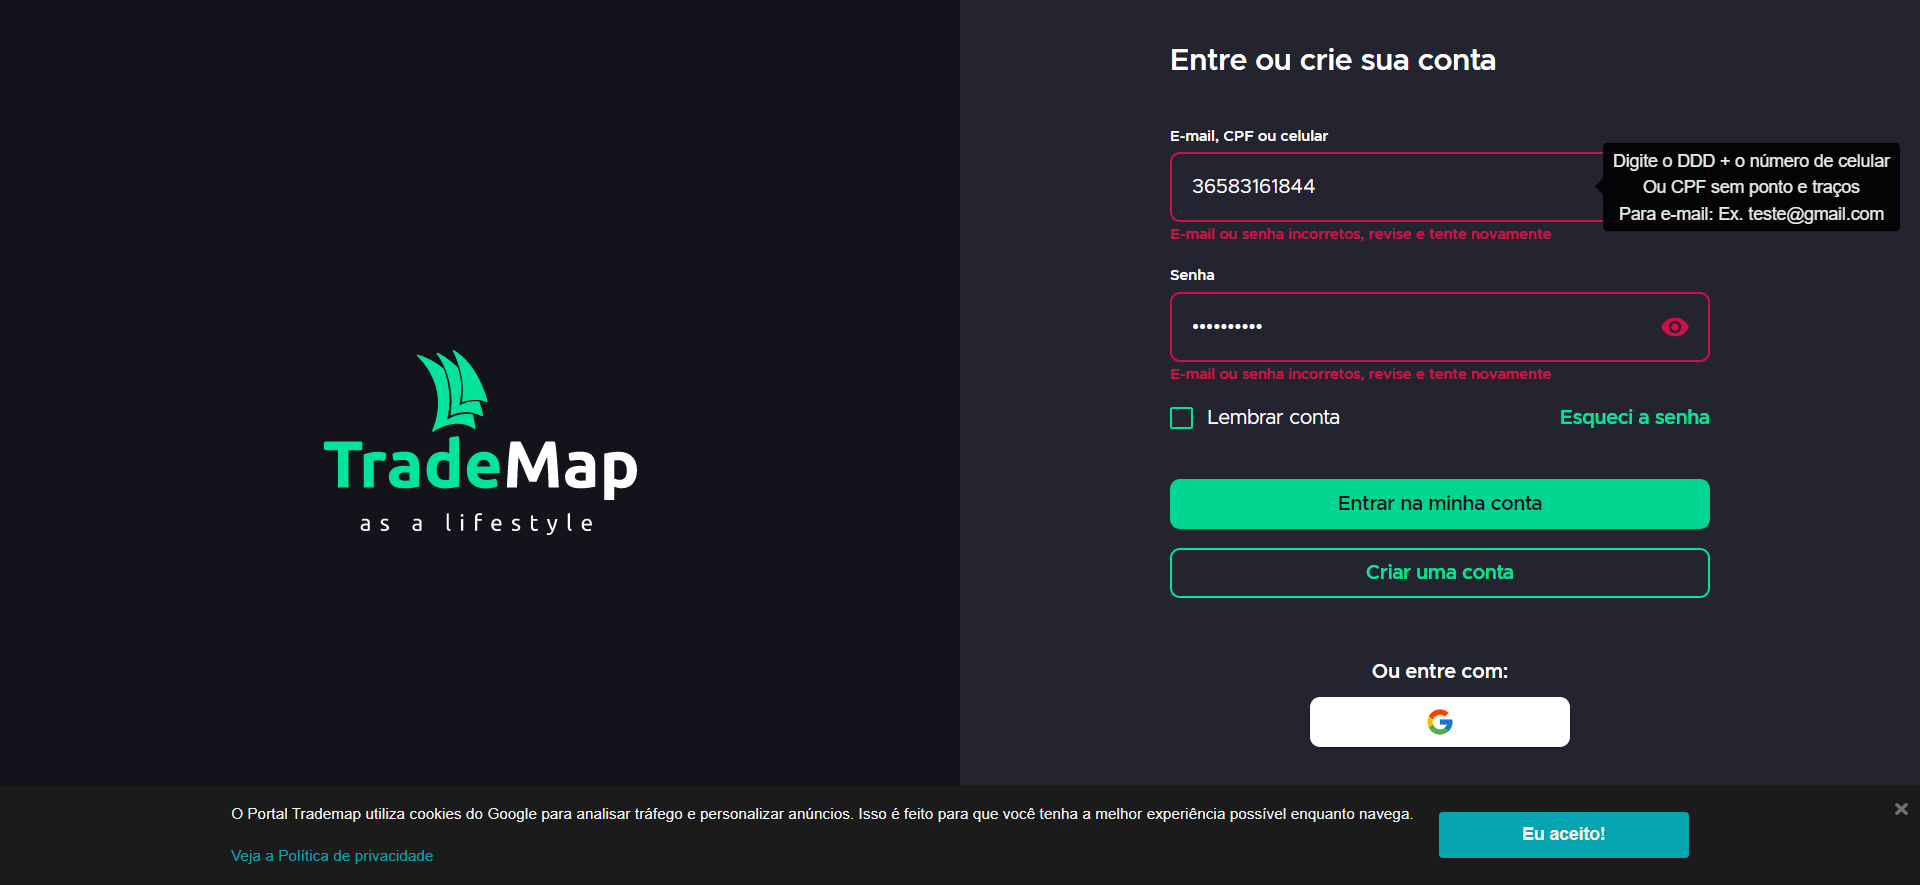 Entre ou crie sua conta
E-mail, CPF ou celular
36583161844
Digite o DDD + o número de celular
Ou CPF sem ponto e traços
Para e-mail: Ex. teste@gmail.com
E-mail ou senha incorretos, revise e tente novamente
Senha
••••••••••
E-mail ou senha incorretos, revise e tente novamente
Lembrar conta
Esqueci a senha
TradeMap
as a lifestyle
Entrar na minha conta
Criar uma conta
Ou entre com:
O Portal Trademap utiliza cookies do Google para analisar tráfego e personalizar anúncios. Isso é feito para que você tenha a melhor experiência possível enquanto navega.
Eu aceito!
Veja a Política de privacidade